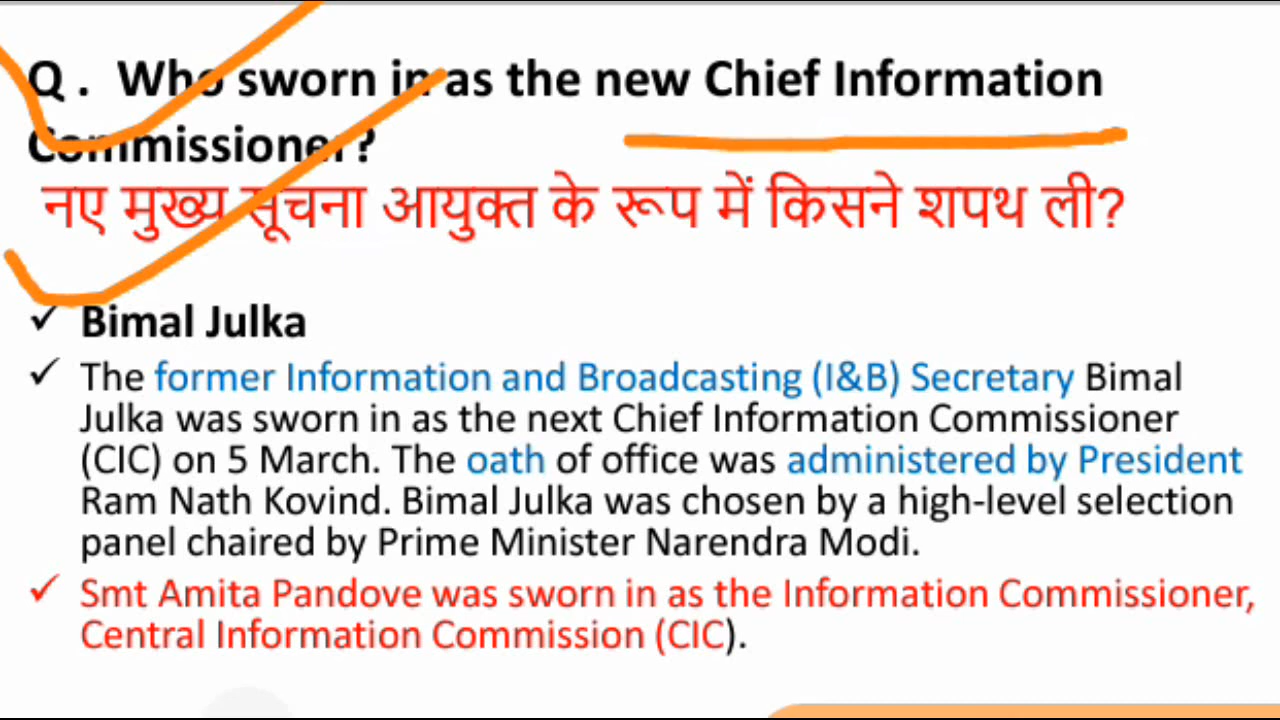 Q . Who sworn in as the new Chief Information
Commissioner?
नए मुख्य सूचना आयुक्त के रूप में किसने शपथ ली?
✓ Bimal Julka
✓ The former Information and Broadcasting (I&B) Secretary Bimal
Julka was sworn in as the next Chief Information Commissioner
(CIC) on 5 March. The oath of office was administered by President
Ram Nath Kovind. Bimal Julka was chosen by a high-level selection
panel chaired by Prime Minister Narendra Modi.
✓ Smt Amita Pandove was sworn in as the Information Commissioner,
Central Information Commission (CIC).